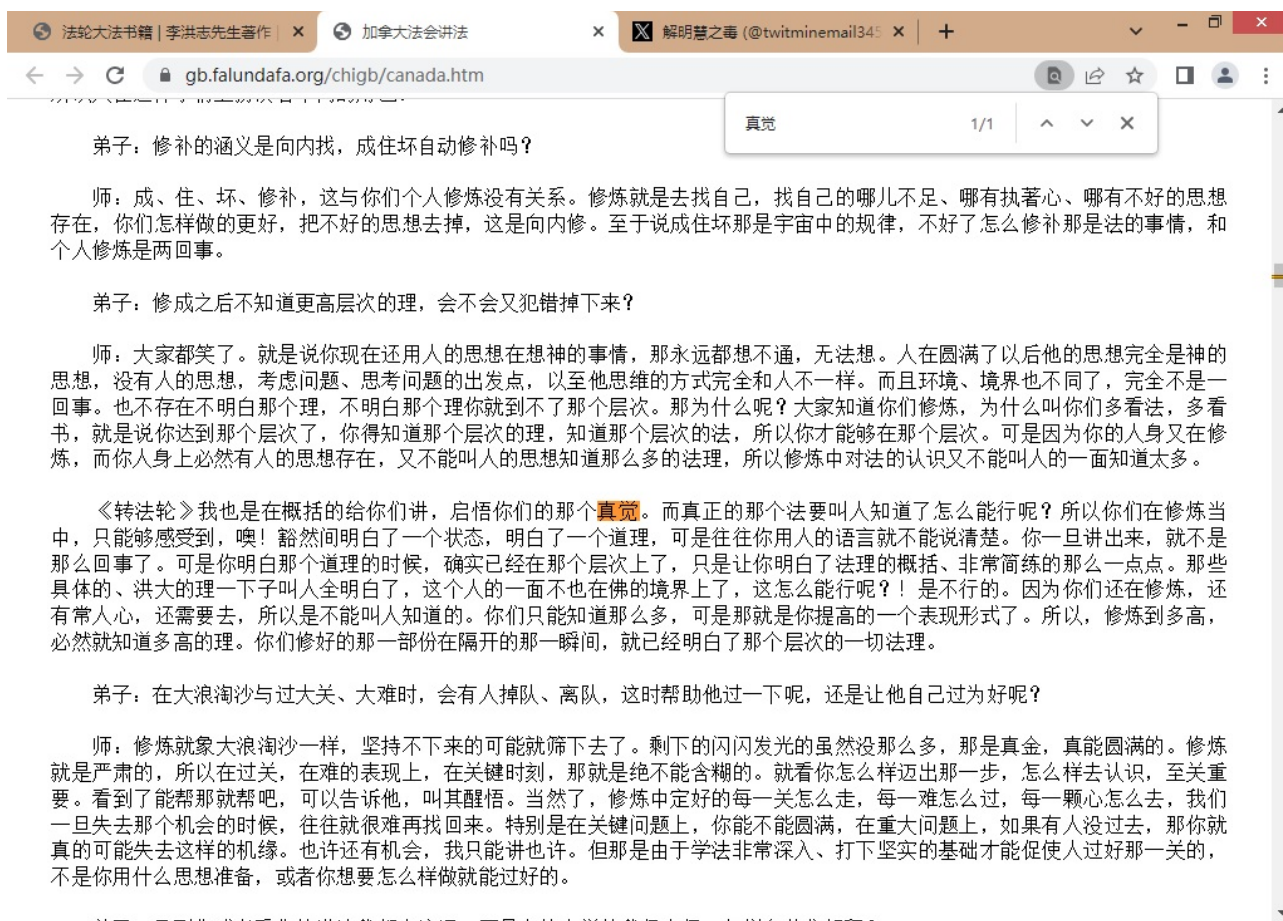 法轮大法书籍 | 李洪志先生著作 |
加拿大法会讲法
解明慧之毒 (@twitminemail345
gb.falundafa.org/chigb/canada.htm
真觉
1/1
弟子：修补的涵义是向内找，成住坏自动修补吗？
师：成、住、坏、修补，这与你们个人修炼没有关系。修炼就是去找自己，找自己的哪儿不足、哪有执著心、哪有不好的思想
存在，你们怎样做的更好，把不好的思想去掉，这是向内修。至于说成住坏那是宇宙中的规律，不好了怎么修补那是法的事情，和
个人修炼是两回事。
弟子：修成之后不知道更高层次的理，会不会又犯错掉下来？
师：大家都笑了。就是说你现在还用人的思想在想神的事情，那永远都想不通，无法想。人在圆满了以后他的思想完全是神的
思想，没有人的思想，考虑问题、思考问题的出发点，以至他思维的方式完全和人不一样。而且环境、境界也不同了，完全不是一
回事。也不存在不明白那个理，不明白那个理你就到不了那个层次。那为什么呢？大家知道你们修炼，为什么叫你们多看法，多看
书，就是说你达到那个层次了，你得知道那个层次的理，知道那个层次的法，所以你才能够在那个层次。可是因为你的人身又在修
炼，而你人身上必然有人的思想存在，又不能叫人的思想知道那么多的法理，所以修炼中对法的认识又不能叫人的一面知道太多。
《转法轮》我也是在概括的给你们讲，启悟你们的那个真觉。而真正的那个法要叫人知道了怎么能行呢？所以你们在修炼当
中，只能够感受到，噢！豁然间明白了一个状态，明白了一个道理，可是往往你用人的语言就不能说清楚。你一旦讲出来，就不是
那么回事了。可是你明白那个道理的时候，确实已经在那个层次上了，只是让你明白了法理的概括、非常简练的那么一点点。那些
具体的、洪大的理一下子叫人全明白了，这个人的一面不也在佛的境界上了，这怎么能行呢？！是不行的。因为你们还在修炼，还
有常人心，还需要去，所以是不能叫人知道的。你们只能知道那么多，可是那就是你提高的一个表现形式了。所以，修炼到多高，
必然就知道多高的理。你们修好的那一部份在隔开的那一瞬间，就已经明白了那个层次的一切法理。
弟子：在大浪淘沙与过大关、大难时，会有人掉队、离队，这时帮助他过一下呢，还是让他自己过为好呢？
师：修炼就象大浪淘沙一样，坚持不下来的可能就筛下去了。剩下的闪闪发光的虽然没那么多，那是真金，真能圆满的。修炼
就是严肃的，所以在过关，在难的表现上，在关键时刻，那就是绝不能含糊的。就看你怎么样迈出那一步，怎么样去认识，至关重
要。看到了能帮那就帮吧，可以告诉他，叫其醒悟。当然了，修炼中定好的每一关怎么走，每一难怎么过，每一颗心怎么去，我们
一旦失去那个机会的时候，往往就很难再找回来。特别是在关键问题上，你能不能圆满，在重大问题上，如果有人没过去，那你就
真的可能失去这样的机缘。也许还有机会，我只能讲也许。但那是由于学法非常深入、打下坚实的基础才能促使人过好那一关的，
不是你用什么思想准备，或者你想要怎么样做就能过好的。